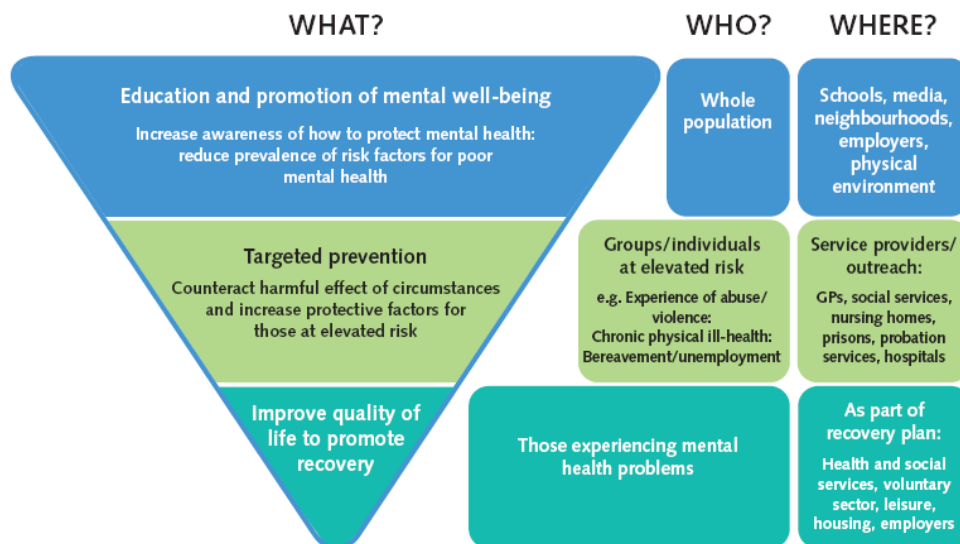 WHAT?
WHO?
WHERE?
Education and promotion of mental well-being
Increase awareness of how to protect mental health:
reduce prevalence of risk factors for poor
mental health
Whole
population
Schools, media,
neighbourhoods,
employers,
physical
environment
Targeted prevention
Counteract harmful effect of circumstances
and increase protective factors for
those at elevated risk
Groups/individuals
at elevated risk
e.g. Experience of abuse/
violence:
Chronic physical ill-health:
Bereavement/unemployment
Service providers/
outreach:
GPs, social services,
nursing homes,
prisons, probation
services, hospitals
Improve quality of
life to promote
recovery
Those experiencing mental
health problems
As part of
recovery plan:
Health and social
services, voluntary
sector, leisure,
housing, employers